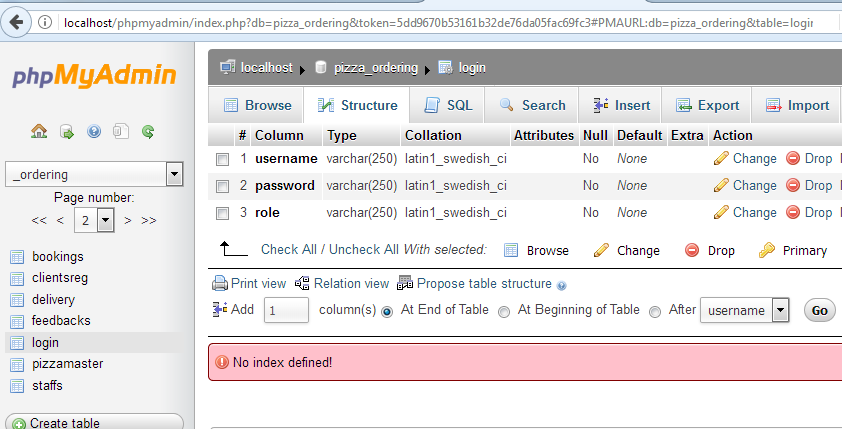 localhost/phpmyadmin/index.php?db=pizza_ordering&token=5dd9670b53161b32de76da05fac69fc3#PMAURL:db=pizza_ordering&table=login
phpMyAdmin
_ordering
Page number:
<< < 2 > >>
bookings
clientsreg
delivery
feedbacks
login
pizzamaster
staffs
Create table
localhost pizza_ordering login
Browse Structure SQL Search Insert Export Import
# Column Type Collation Attributes Null Default Extra Action
1 username varchar(250) latin1_swedish_ci No None Change Drop
2 password varchar(250) latin1_swedish_ci No None Change Drop
3 role varchar(250) latin1_swedish_ci No None Change Drop
Check All / Uncheck All With selected: Browse Change Drop Primary
Print view Relation view Propose table structure
Add 1 column(s) At End of Table At Beginning of Table After username Go
No index defined!